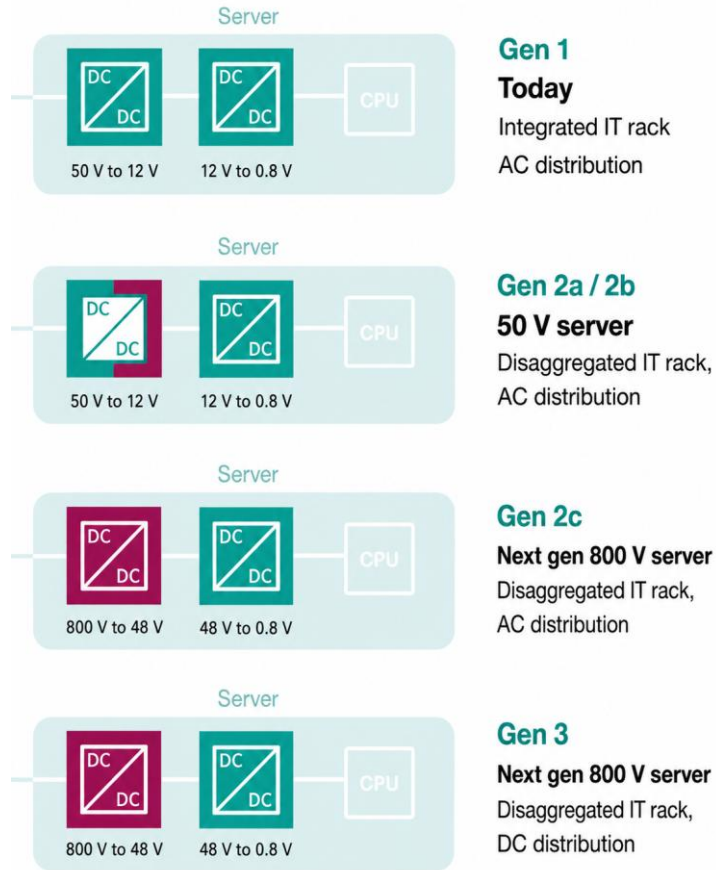 Server
DC
DC
DC
DC
CPU
50 V to 12 V
12 V to 0.8 V
Gen 1
Today
Integrated IT rack
AC distribution
Server
DC
DC
DC
DC
CPU
50 V to 12 V
12 V to 0.8 V
Gen 2a / 2b
50 V server
Disaggregated IT rack,
AC distribution
Server
DC
DC
DC
DC
CPU
800 V to 48 V
48 V to 0.8 V
Gen 2c
Next gen 800 V server
Disaggregated IT rack,
AC distribution
Server
DC
DC
DC
DC
CPU
800 V to 48 V
48 V to 0.8 V
Gen 3
Next gen 800 V server
Disaggregated IT rack,
DC distribution